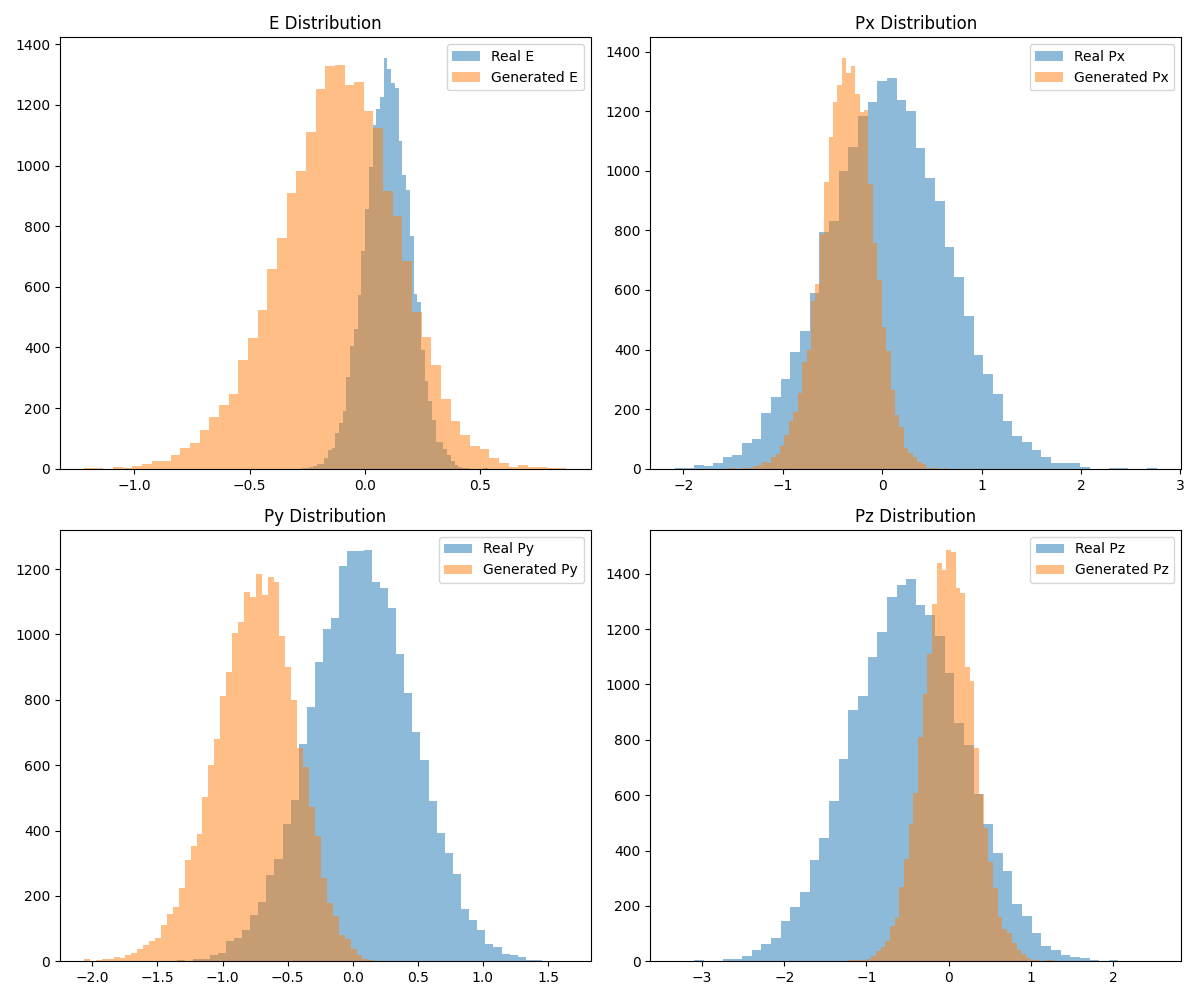 E Distribution
Real E
Generated E
1400
1200
1000
800
600
400
200
0
−1.0 −0.5 0.0 0.5
Px Distribution
Real Px
Generated Px
1400
1200
1000
800
600
400
200
0
−2 −1 0 1 2 3
Py Distribution
Real Py
Generated Py
1200
1000
800
600
400
200
0
−2.0 −1.5 −1.0 −0.5 0.0 0.5 1.0 1.5
Pz Distribution
Real Pz
Generated Pz
1400
1200
1000
800
600
400
200
0
−3 −2 −1 0 1 2